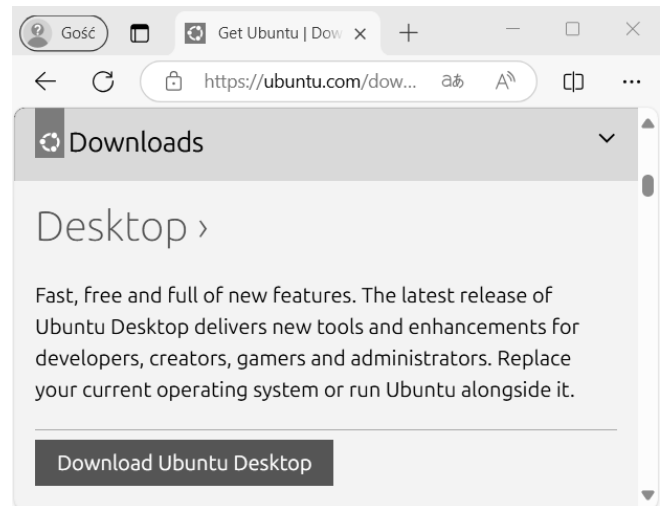 Gość
Get Ubuntu | Dow
https://ubuntu.com/dow...
Downloads
Desktop ›
Fast, free and full of new features. The latest release of
Ubuntu Desktop delivers new tools and enhancements for
developers, creators, gamers and administrators. Replace
your current operating system or run Ubuntu alongside it.
Download Ubuntu Desktop